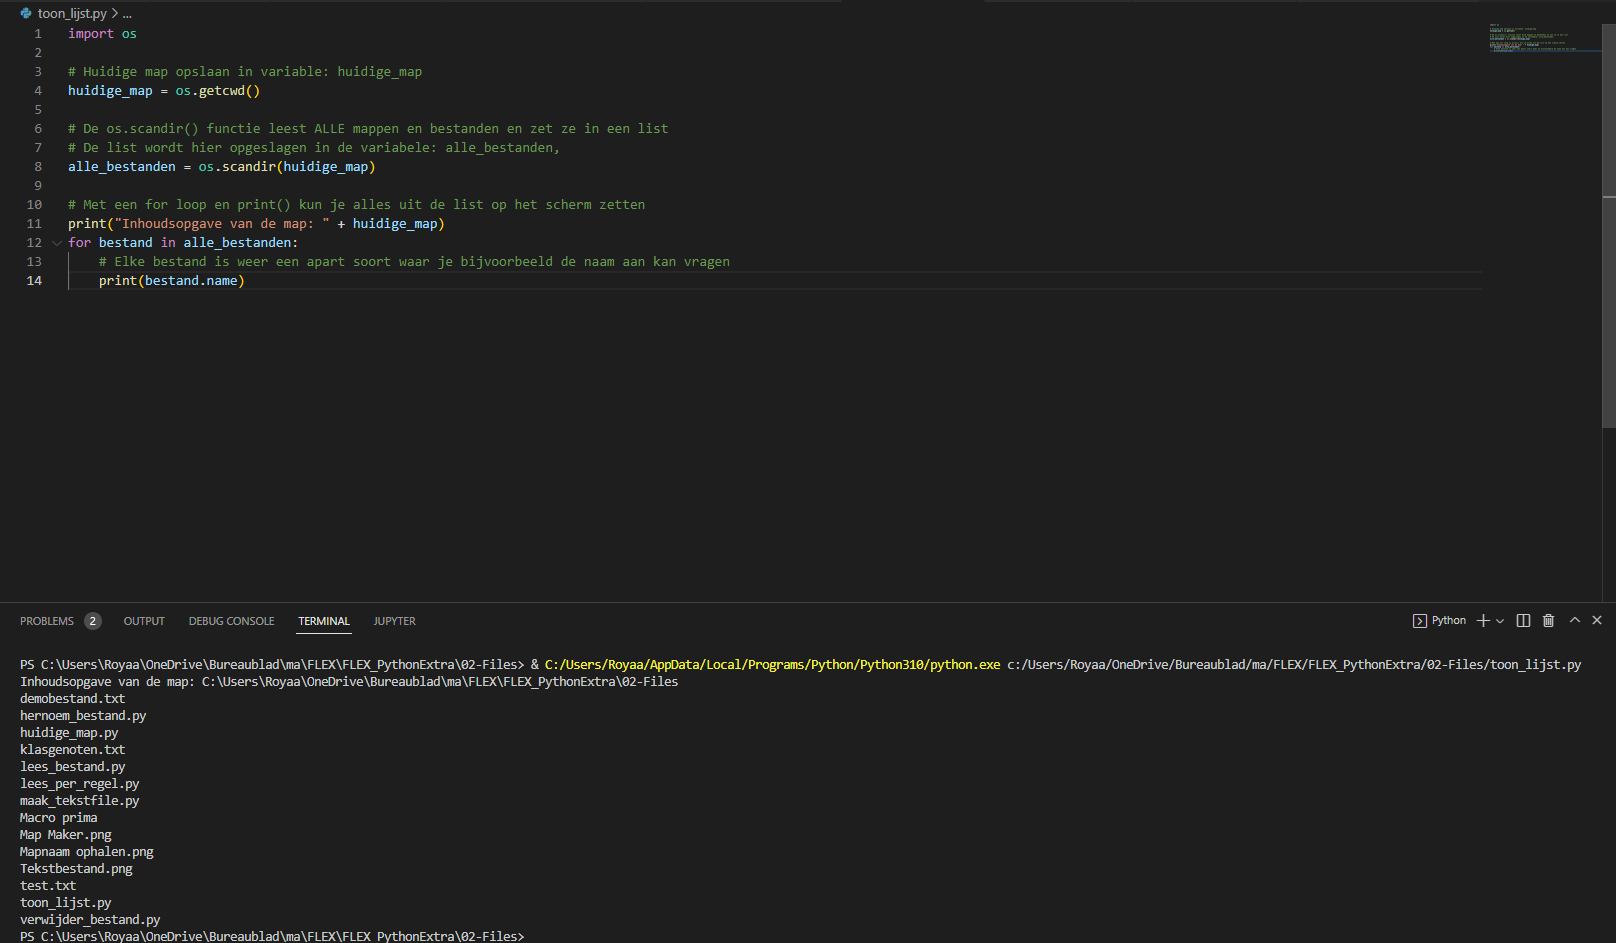 toon_lijst.py > ...
1 import os
2
3 # Huidige map opslaan in variable: huidige_map
4 huidige_map = os.getcwd()
5
6 # De os.scandir() functie leest ALLE mappen en bestanden en zet ze in een list
7 # De list wordt hier opgeslagen in de variabele: alle_bestanden,
8 alle_bestanden = os.scandir(huidige_map)
9
10 # Met een for loop en print() kun je alles uit de list op het scherm zetten
11 print("Inhoudsopgave van de map: " + huidige_map)
12 for bestand in alle_bestanden:
13     # Elke bestand is weer een apart soort waar je bijvoorbeeld de naam aan kan vragen
14     print(bestand.name)
PROBLEMS 2 OUTPUT DEBUG CONSOLE TERMINAL JUPYTER Python
PS C:\Users\Royaa\OneDrive\Bureaublad\ma\FLEX\FLEX_PythonExtra\02-Files> & C:/Users/Royaa/AppData/Local/Programs/Python/Python310/python.exe c:/Users/Royaa/OneDrive/Bureaublad/ma/FLEX/FLEX_PythonExtra/02-Files/toon_lijst.py
Inhoudsopgave van de map: C:\Users\Royaa\OneDrive\Bureaublad\ma\FLEX\FLEX_PythonExtra\02-Files
demobestand.txt
hernoem_bestand.py
huidige_map.py
klasgenoten.txt
lees_bestand.py
lees_per_regel.py
maak_tekstfile.py
Macro prima
Map Maker.png
Mapnaam ophalen.png
Tekstbestand.png
test.txt
toon_lijst.py
verwijder_bestand.py
PS C:\Users\Royaa\OneDrive\Bureaublad\ma\FLEX\FLEX_PythonExtra\02-Files>